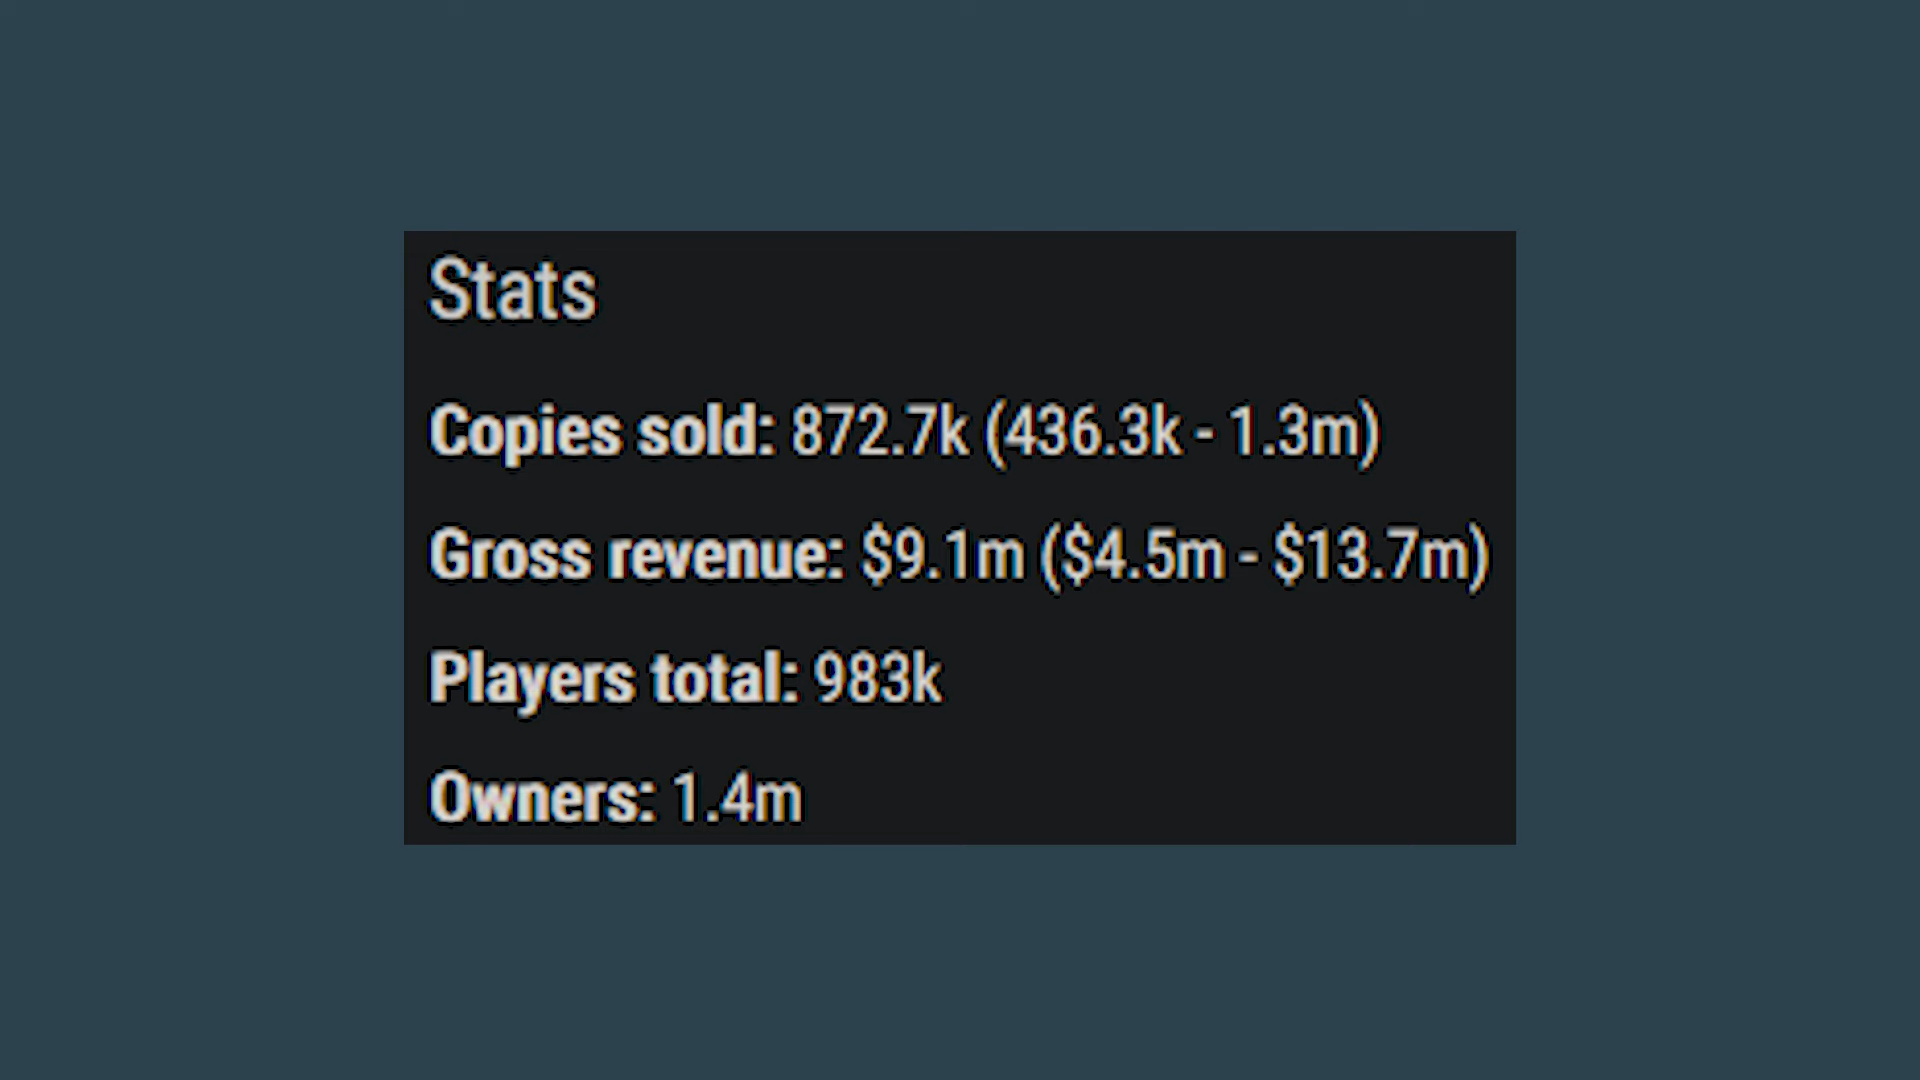 Stats
Copies sold: 872.7k (436.3k - 1.3m)
Gross revenue: $9.1m ($4.5m - $13.7m)
Players total: 983k
Owners: 1.4m